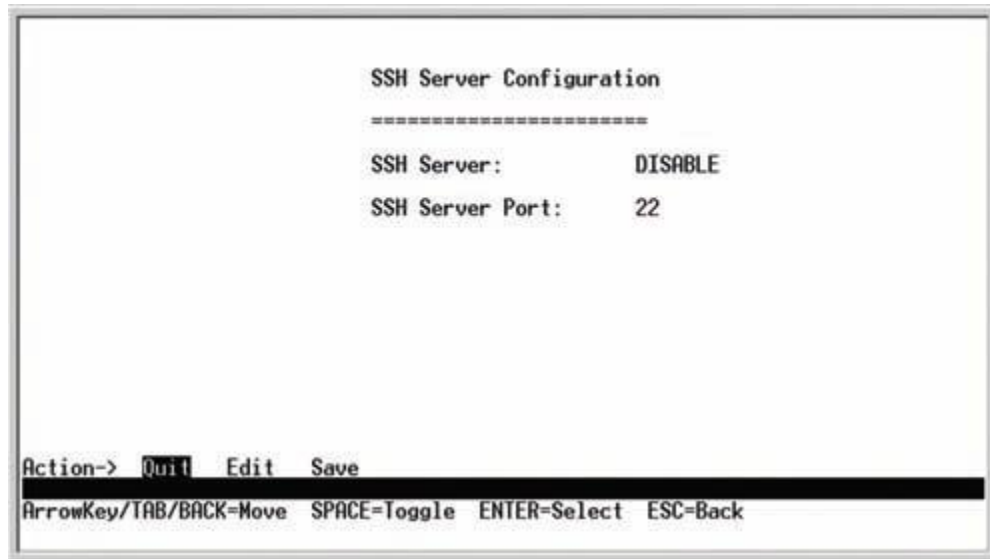 SSH Server Configuration
=======================
SSH Server: DISABLE
SSH Server Port: 22
Action-> Quit Edit Save
ArrowKey/TAB/BACK=Move SPACE=Toggle ENTER=Select ESC=Back